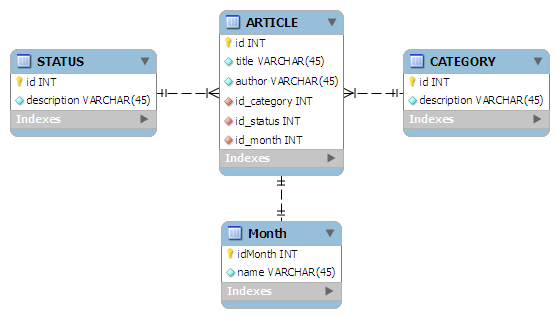 STATUS
id INT
description VARCHAR(45)
Indexes
ARTICLE
id INT
title VARCHAR(45)
author VARCHAR(45)
id_category INT
id_status INT
id_month INT
Indexes
CATEGORY
id INT
description VARCHAR(45)
Indexes
Month
idMonth INT
name VARCHAR(45)
Indexes